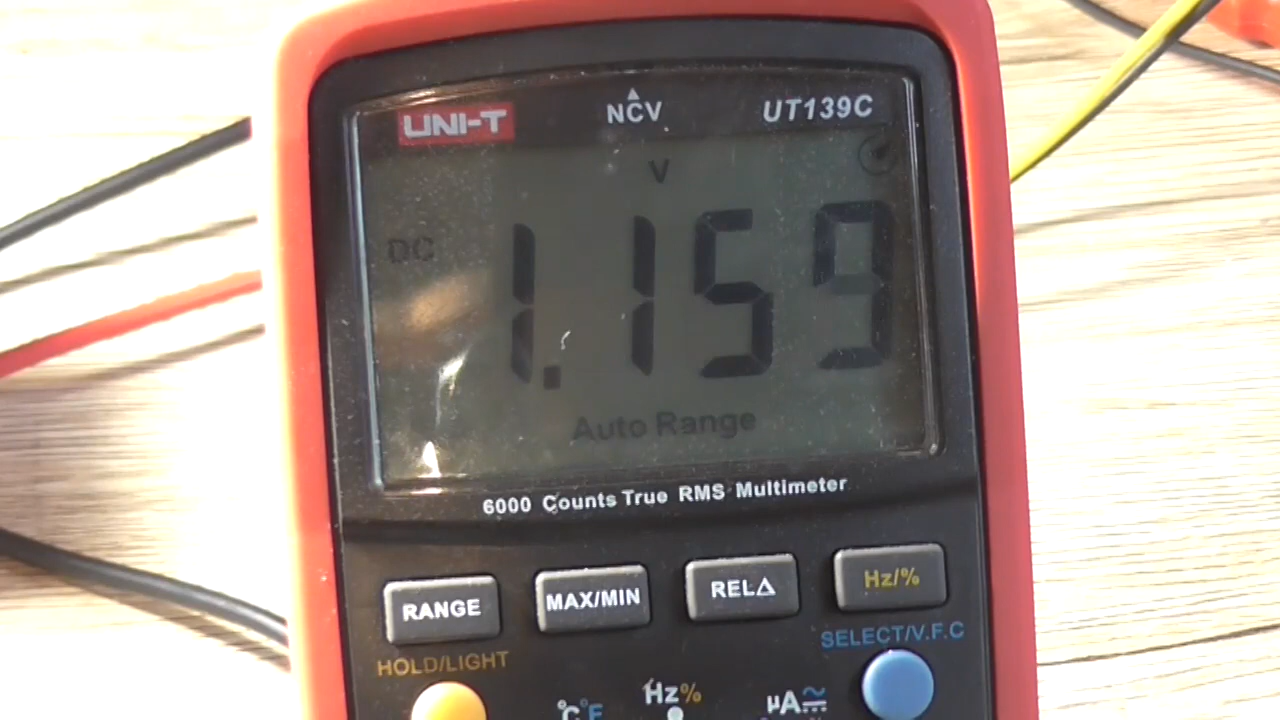 UNI-T NCV UT139C
V
DC 1.159
Auto Range
6000 Counts True RMS Multimeter
RANGE MAX/MIN REL△ Hz/%
HOLD/LIGHT SELECT/V.F.C
°C°F Hz% µA